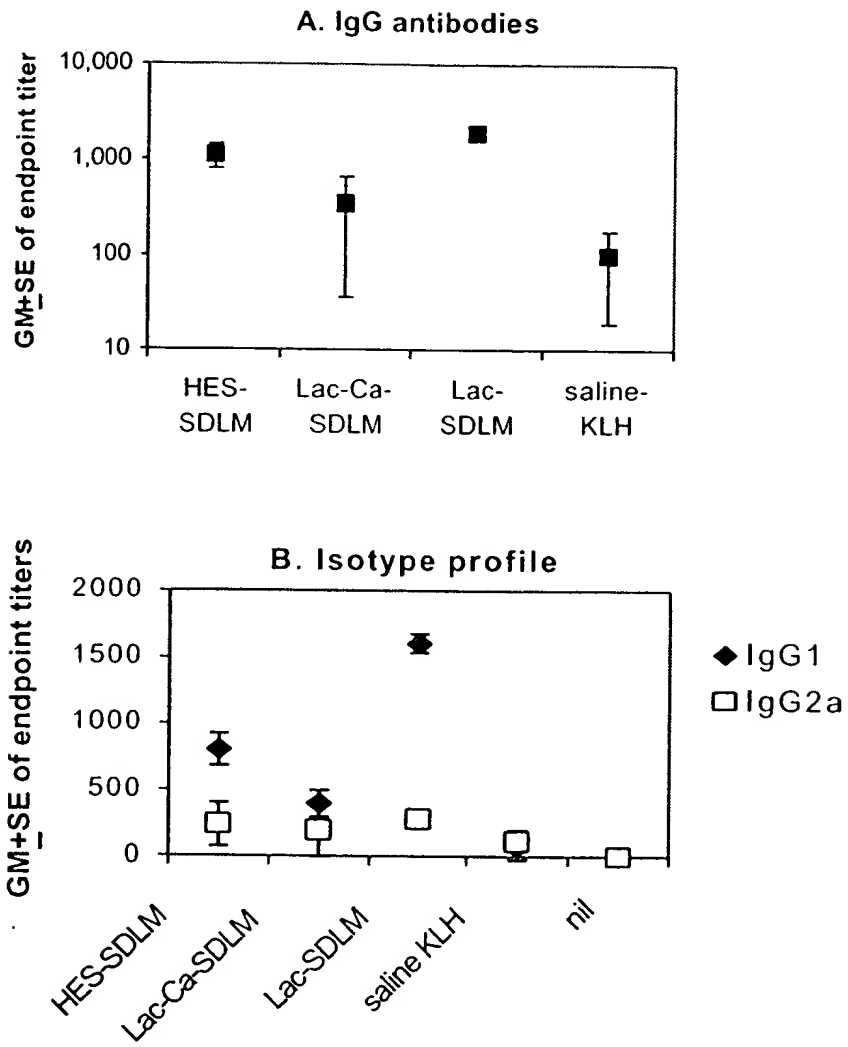 A. IgG antibodies
GM+SE of endpoint titer
10,000
1,000
100
10
HES-
SDLM
Lac-Ca-
SDLM
Lac-
SDLM
saline-
KLH
B. Isotype profile
GM+SE of endpoint titers
2000
1500
1000
500
0
HES-SDLM
Lac-Ca-SDLM
Lac-SDLM
saline KLH
nil
IgG1
IgG2a